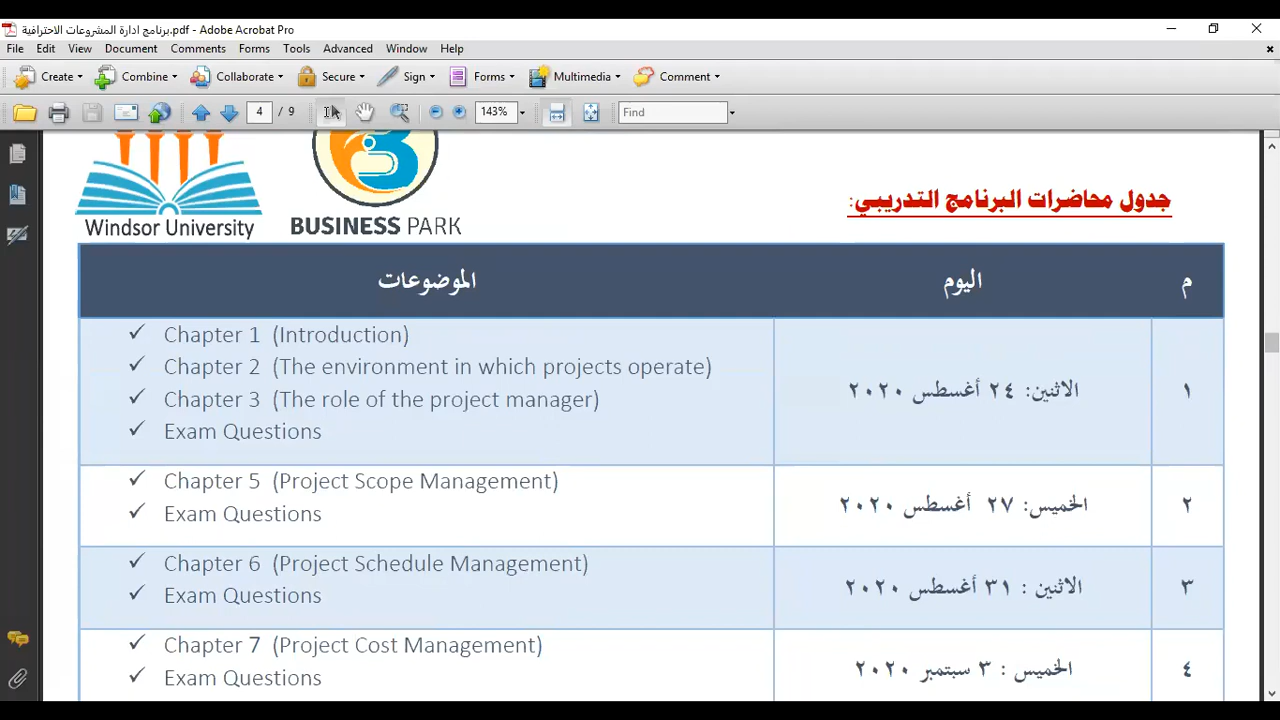 برنامج ادارة المشروعات الاحترافية.pdf - Adobe Acrobat Pro
File Edit View Document Comments Forms Tools Advanced Window Help
Create Combine Collaborate Secure Sign Forms Multimedia Comment
4 / 9 143% Find
Windsor University
BUSINESS PARK
جدول محاضرات البرنامج التدريبي:
م اليوم الموضوعات
١
الاثنين: ٢٤ أغسطس ٢٠٢٠
✓ Chapter 1 (Introduction)
✓ Chapter 2 (The environment in which projects operate)
✓ Chapter 3 (The role of the project manager)
✓ Exam Questions
٢
الخميس: ٢٧ أغسطس ٢٠٢٠
✓ Chapter 5 (Project Scope Management)
✓ Exam Questions
٣
الاثنين : ٣١ أغسطس ٢٠٢٠
✓ Chapter 6 (Project Schedule Management)
✓ Exam Questions
٤
الخميس : ٣ سبتمبر ٢٠٢٠
✓ Chapter 7 (Project Cost Management)
✓ Exam Questions